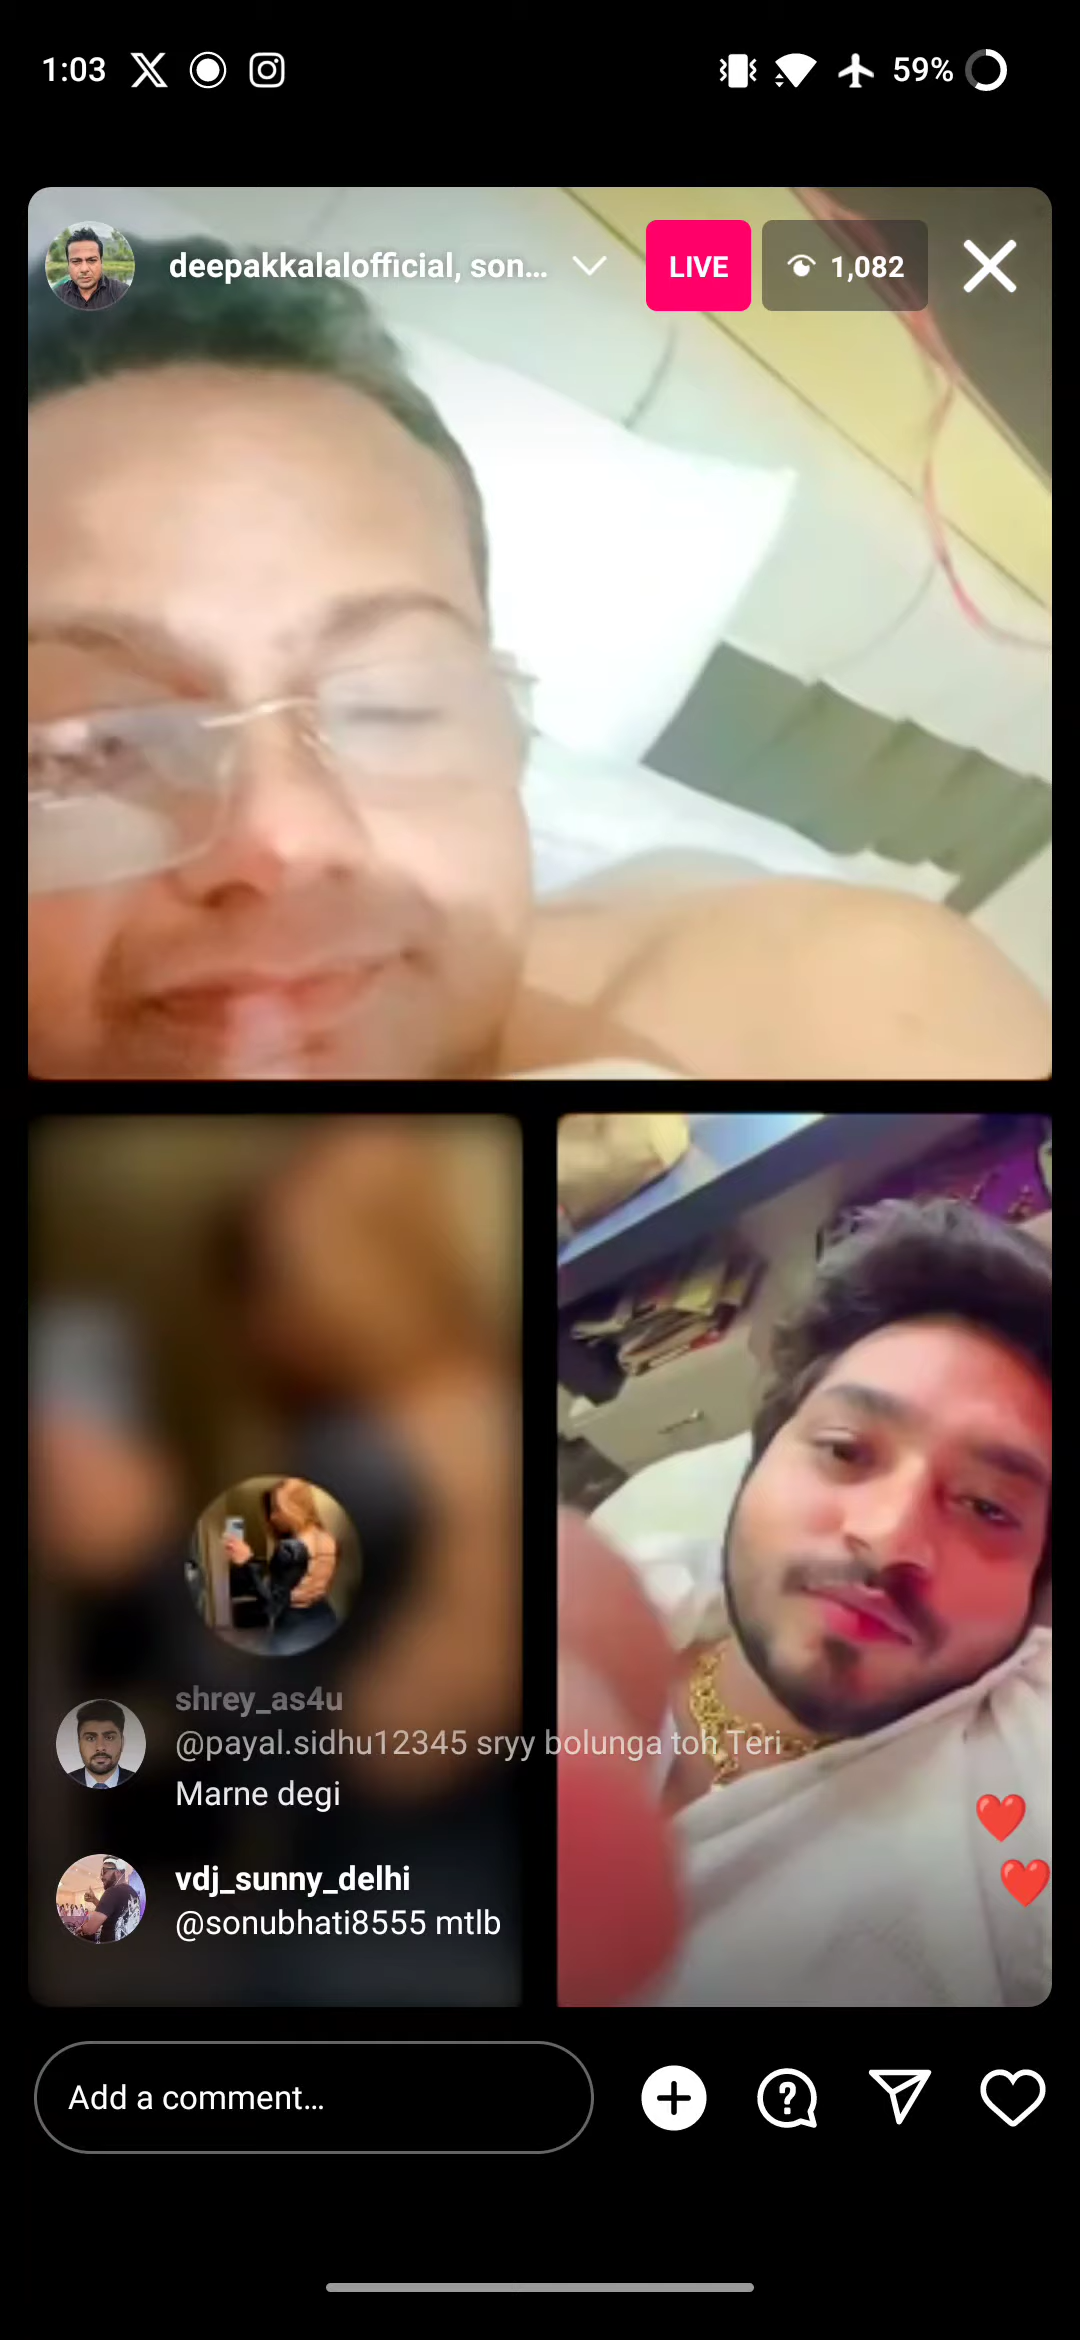 1:03
59%
deepakkalalofficial, son...
LIVE
1,082
shrey_as4u
@payal.sidhu12345 sryy bolunga toh Teri
Marne degi
vdj_sunny_delhi
@sonubhati8555 mtlb
Add a comment...